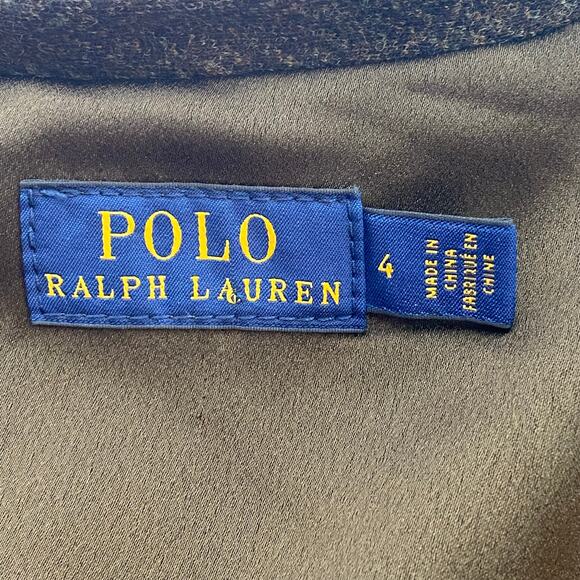 POLO
RALPH LAUREN
4
MADE IN
CHINA
FABRIQUÉ EN
CHINE